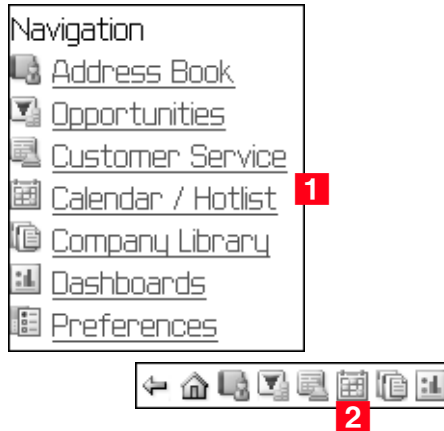 Navigation
Address Book
Opportunities
Customer Service
Calendar / Hotlist
1
Company Library
Dashboards
Preferences
2